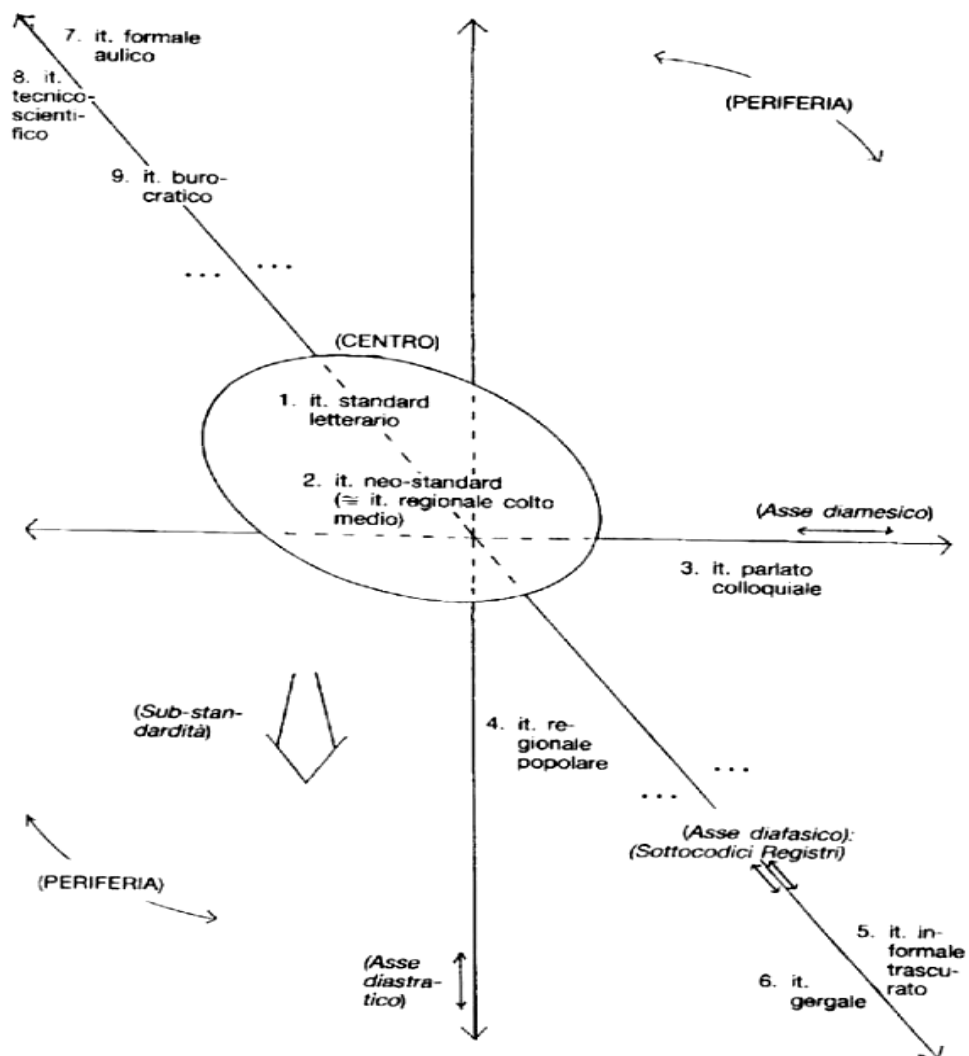 7. it. formale
aulico
8. it.
tecnico-
scienti-
fico
(PERIFERIA)
9. it. buro-
cratico
... ...
(CENTRO)
1. it. standard
letterario
2. it. neo-standard
(≃ it. regionale colto
medio)
(Asse diamesico)
3. it. parlato
colloquiale
(Sub-stan-
dardità)
4. it. re-
gionale
popolare
... ...
(Asse diafasico):
(Sottocodici Registri)
(PERIFERIA)
5. it. in-
formale
trascu-
rato
6. it.
gergale
(Asse
diastra-
tico)